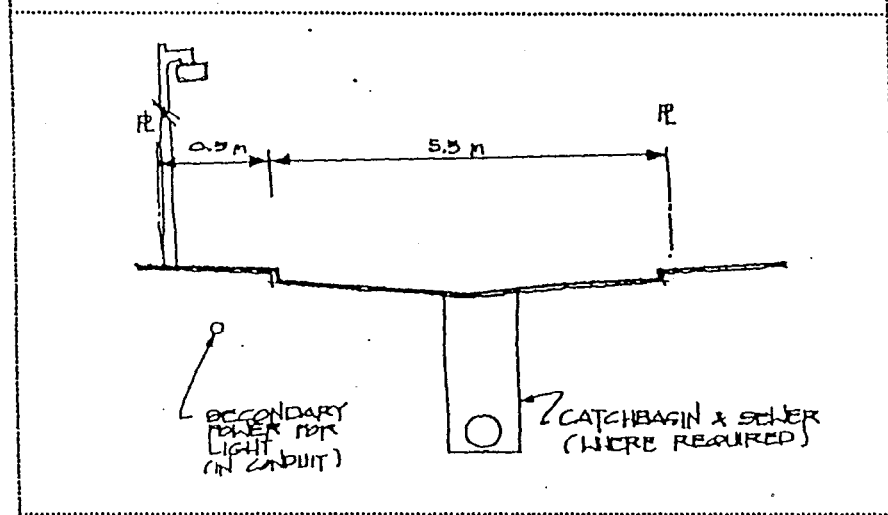 PL
PL
0.5 m
5.5 m
SECONDARY
POWER FOR
LIGHT
(IN CONDUIT)
CATCHBASIN & SEWER
(WHERE REQUIRED)